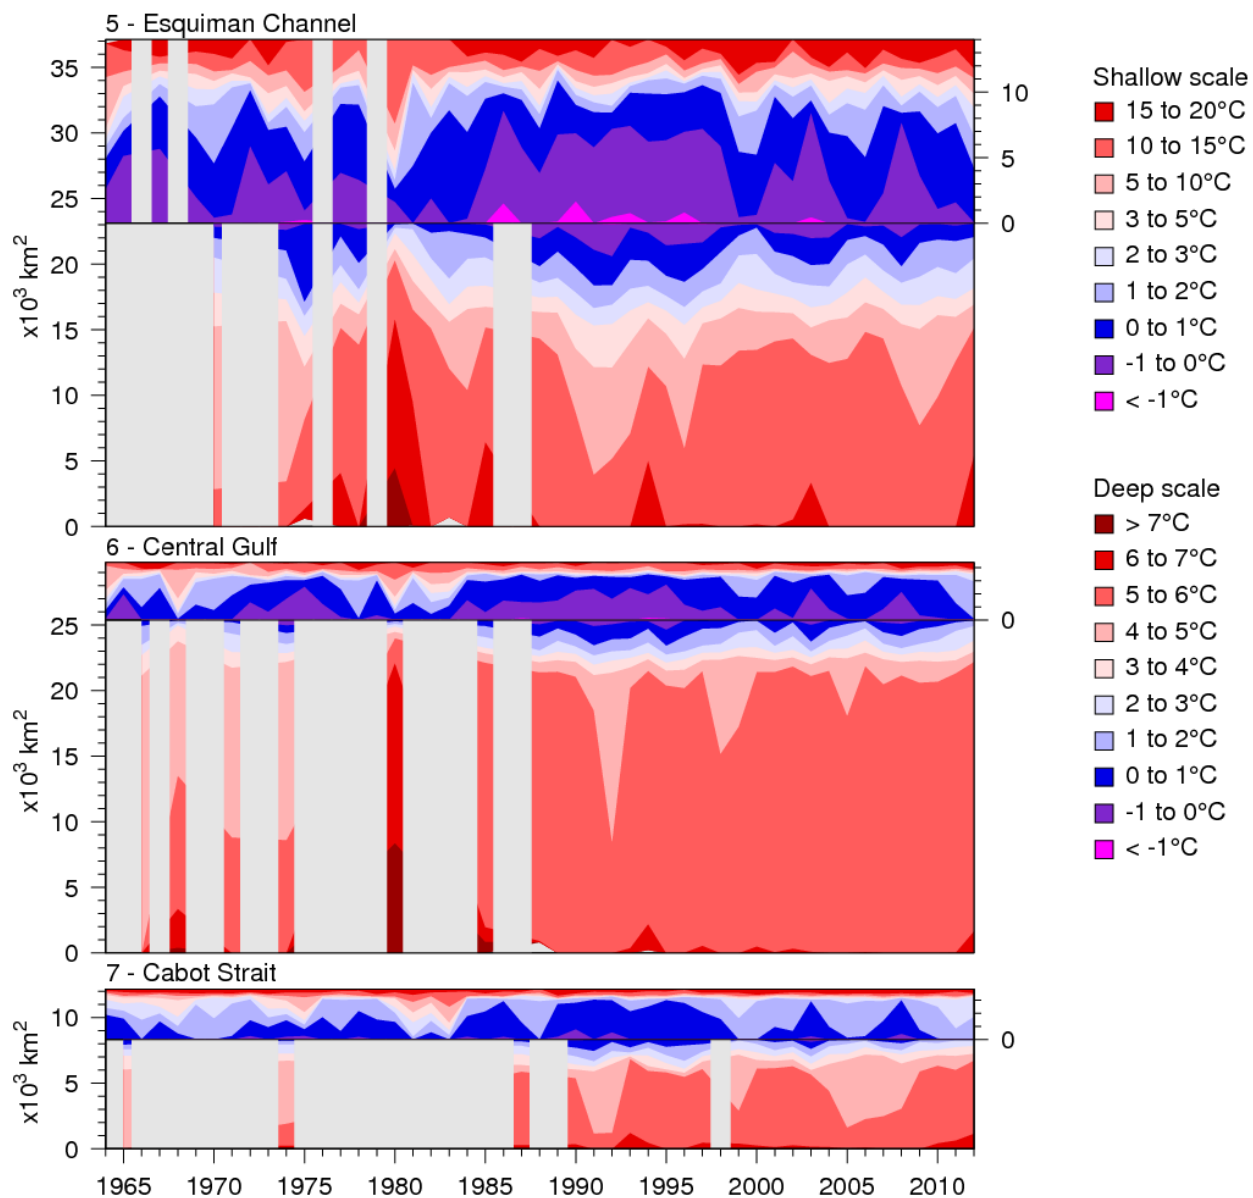 5 - Esquiman Channel
35
30
25
20
15
10
5
0
x10³ km²
10
5
0
6 - Central Gulf
25
20
15
10
5
0
x10³ km²
0
7 - Cabot Strait
10
5
0
x10³ km²
0
1965 1970 1975 1980 1985 1990 1995 2000 2005 2010
Shallow scale
15 to 20°C
10 to 15°C
5 to 10°C
3 to 5°C
2 to 3°C
1 to 2°C
0 to 1°C
-1 to 0°C
< -1°C
Deep scale
> 7°C
6 to 7°C
5 to 6°C
4 to 5°C
3 to 4°C
2 to 3°C
1 to 2°C
0 to 1°C
-1 to 0°C
< -1°C